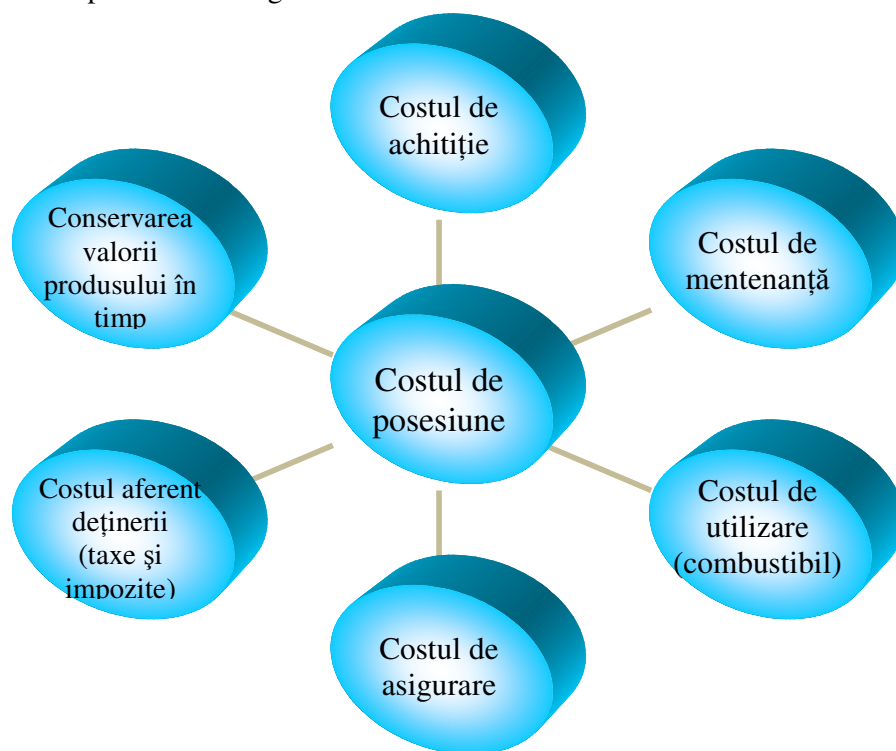 Costul de
achitiție
Conservarea
valorii
produsului în
timp
Costul de
mentenanță
Costul de
posesiune
Costul aferent
deținerii
(taxe şi
impozite)
Costul de
utilizare
(combustibil)
Costul de
asigurare